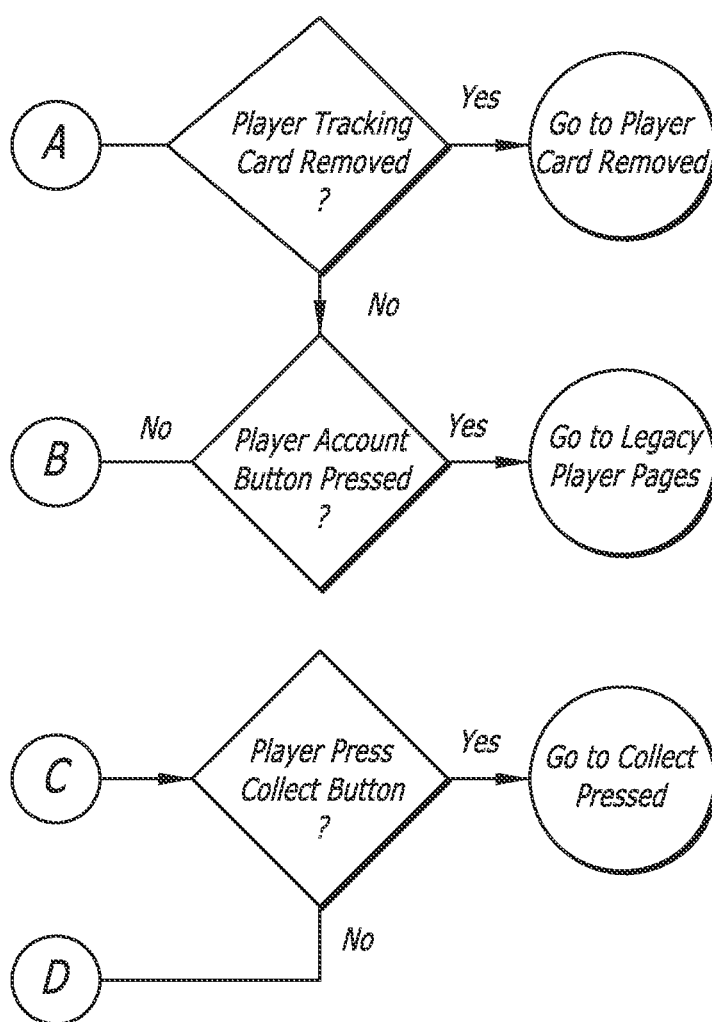 A
Player Tracking
Card Removed
?
Yes
Go to Player
Card Removed
No
B
No
Player Account
Button Pressed
?
Yes
Go to Legacy
Player Pages
C
Player Press
Collect Button
?
Yes
Go to Collect
Pressed
No
D